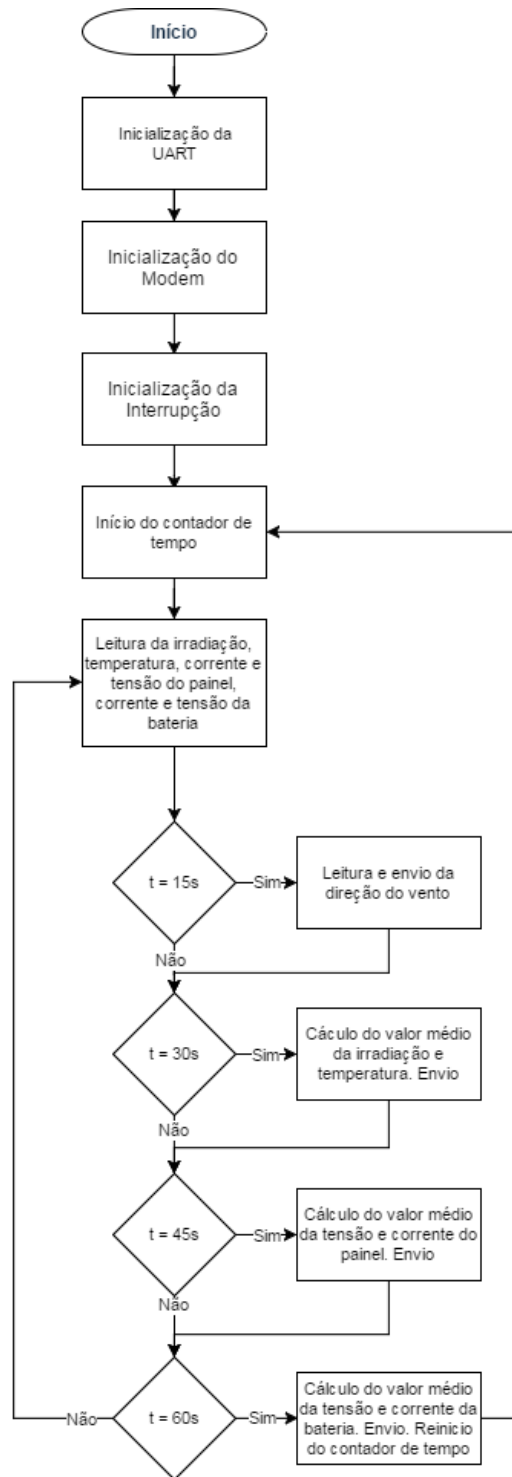 Início
Inicialização da
UART
Inicialização do
Modem
Inicialização da
Interrupção
Início do contador de
tempo
Leitura da irradiação,
temperatura, corrente e
tensão do painel,
corrente e tensão da
bateria
t = 15s
Sim
Leitura e envio da
direção do vento
Não
t = 30s
Sim
Cáculo do valor médio
da irradiação e
temperatura. Envio
Não
t = 45s
Sim
Cálculo do valor médio
da tensão e corrente do
painel. Envio
Não
t = 60s
Não
Sim
Cálculo do valor médio
da tensão e corrente da
bateria. Envio. Reinicio
do contador de tempo